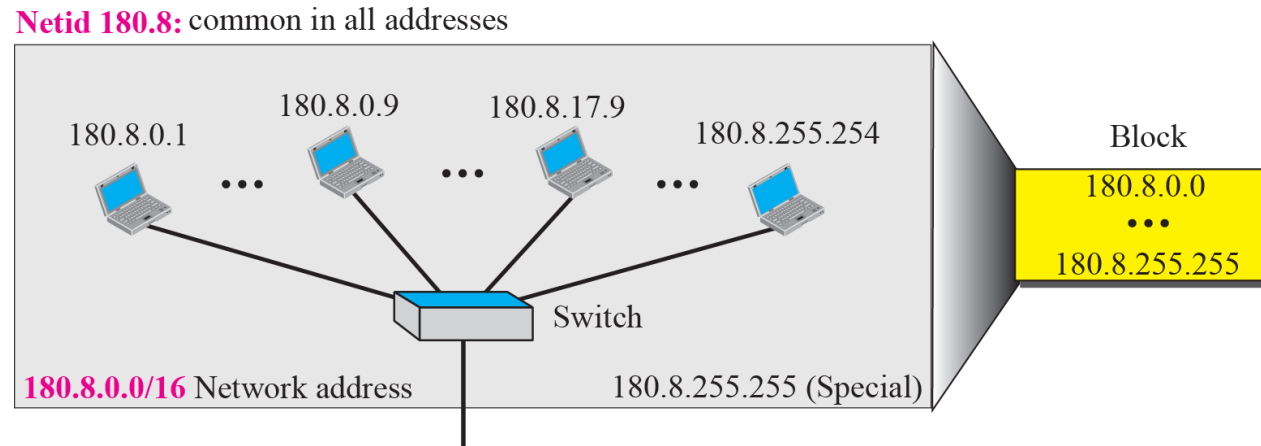 Netid 180.8: common in all addresses
180.8.0.1
180.8.0.9
180.8.17.9
180.8.255.254
Switch
180.8.0.0/16 Network address
180.8.255.255 (Special)
Block
180.8.0.0
180.8.255.255